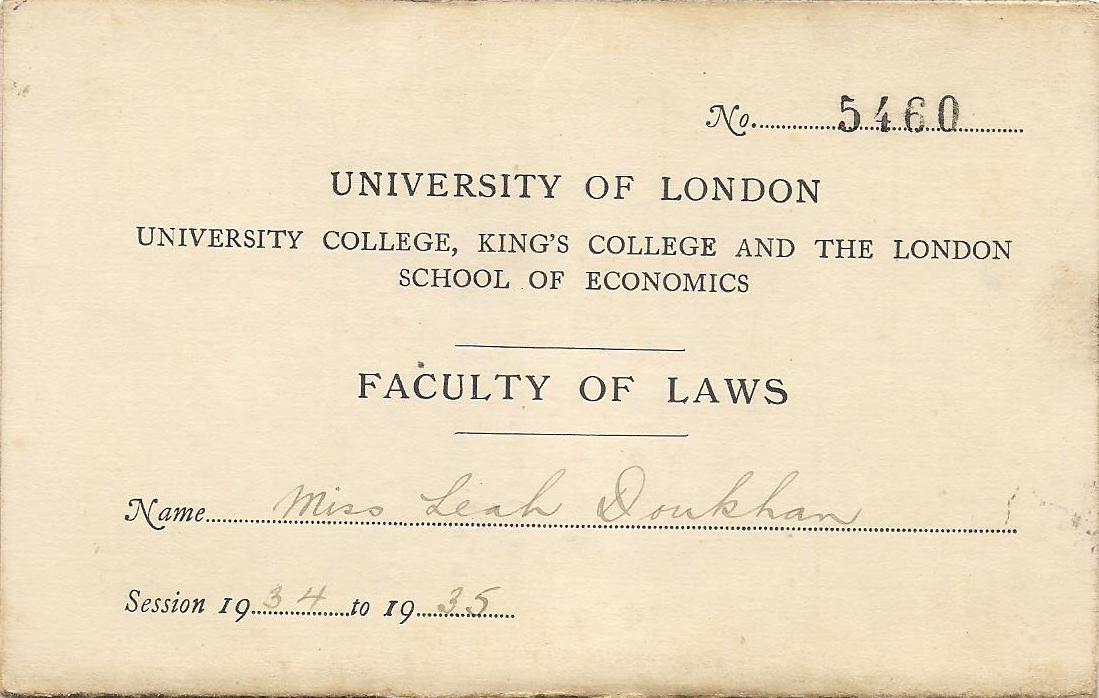 No. 5460
UNIVERSITY OF LONDON
UNIVERSITY COLLEGE, KING'S COLLEGE AND THE LONDON
SCHOOL OF ECONOMICS
FACULTY OF LAWS
Name Miss Leah Doukhan
Session 1934 to 1935